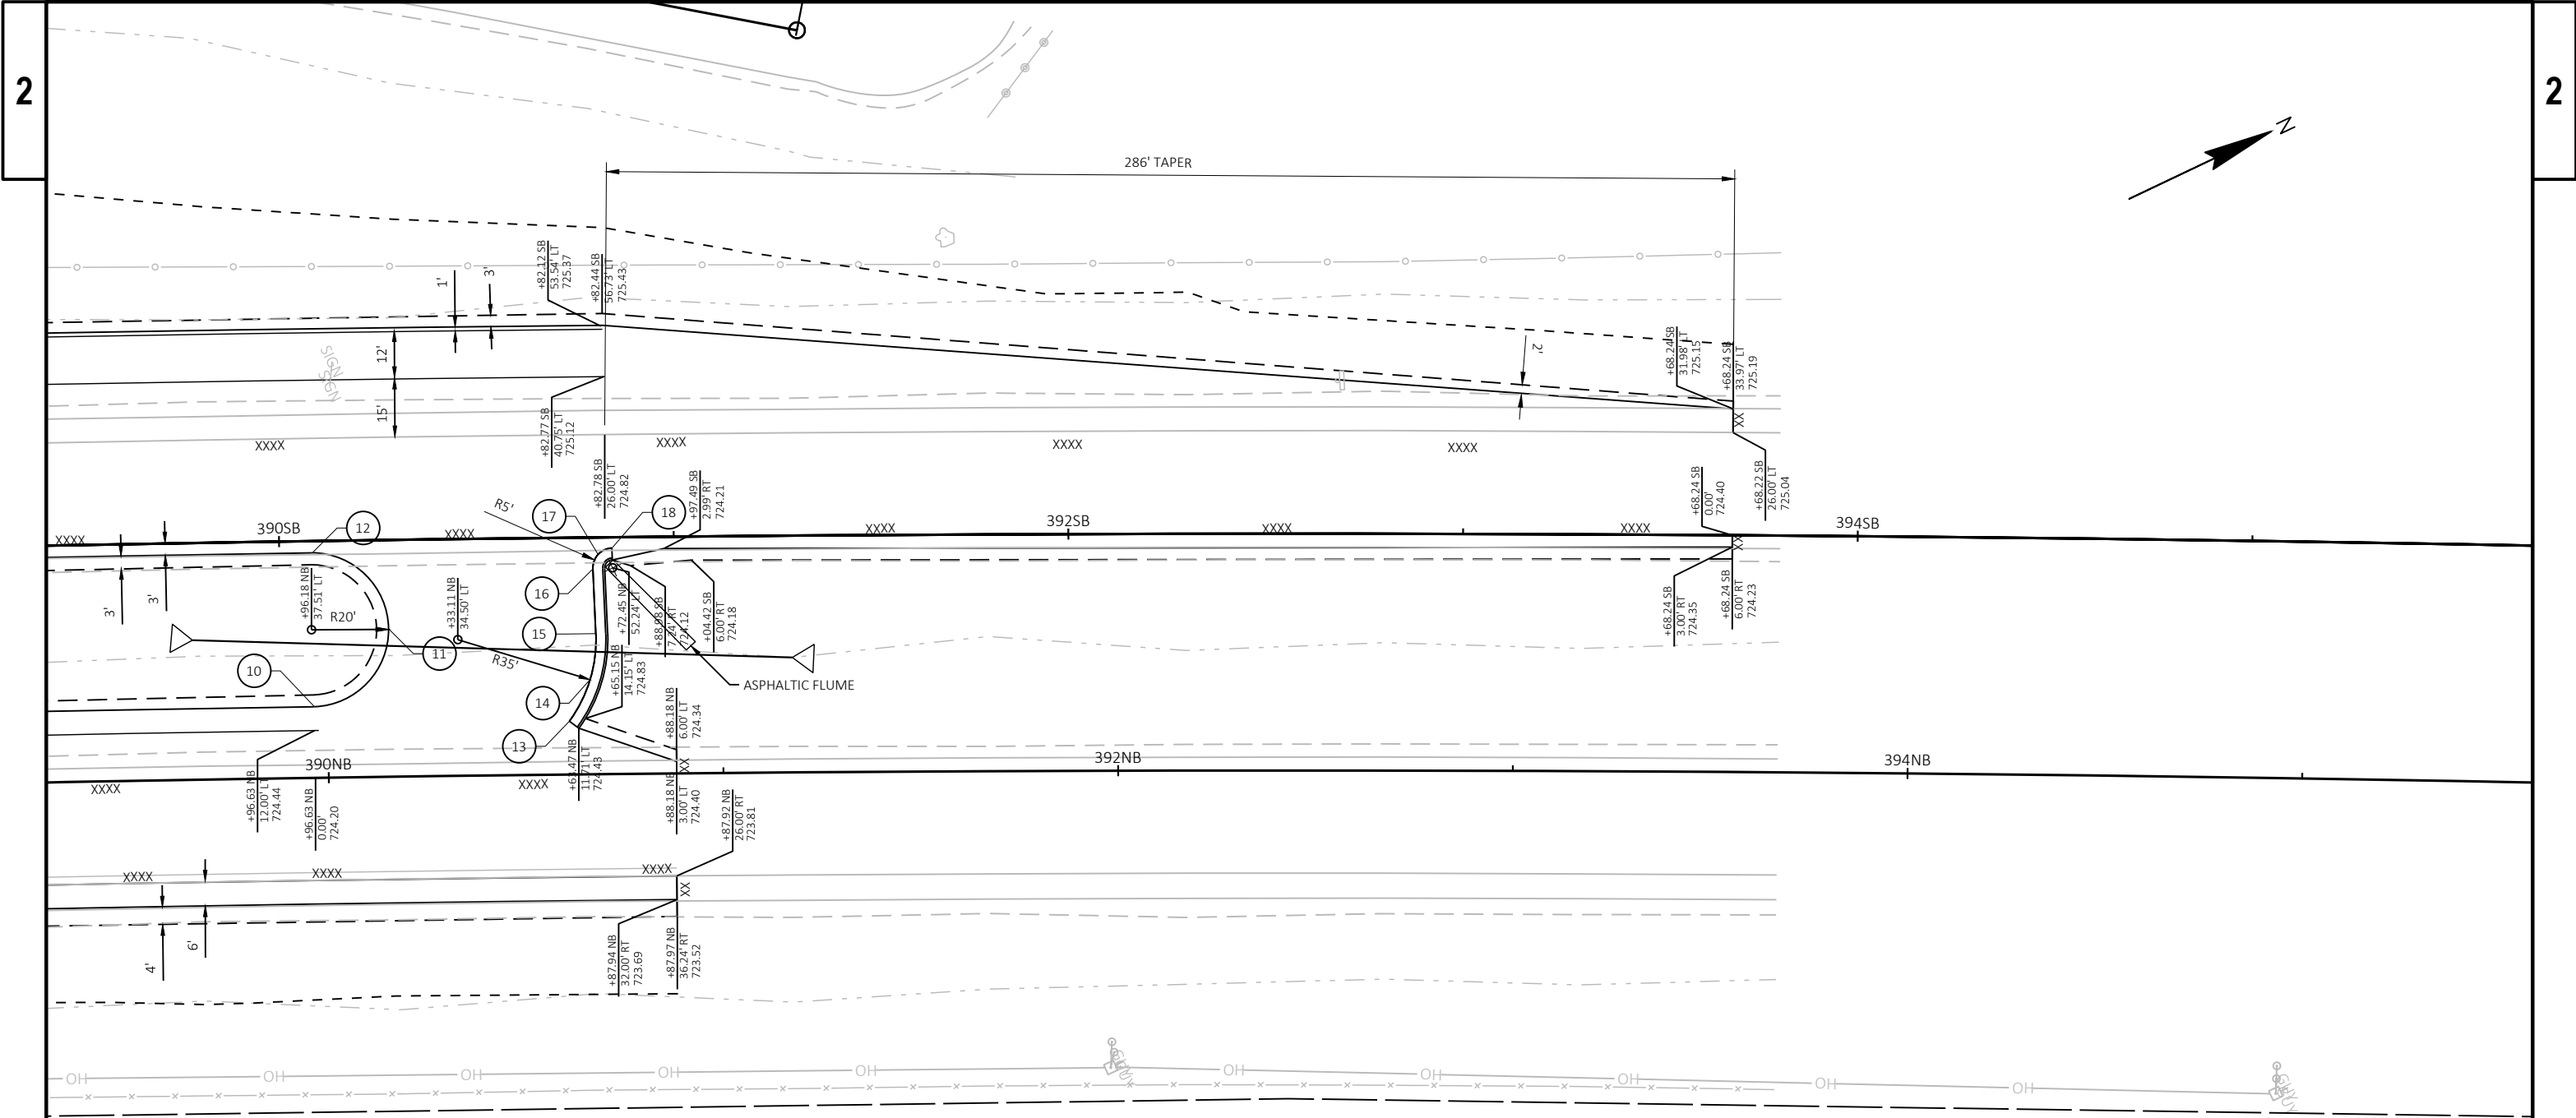 2
2
N
286' TAPER
+82.12 SB
53.54' LT
725.37
+82.44 SB
56.73' LT
725.43
1'
3'
12'
15'
SIGN
SIGN
2'
+68.24 SB
31.98' LT
725.15
+68.24 SB
33.97' LT
725.19
XX
+82.77 SB
40.75' LT
725.12
XXXX
XXXX
XXXX
XXXX
+82.78 SB
26.00' LT
724.82
+97.49 SB
2.99' RT
724.21
+68.24 SB
0.00'
724.40
+68.22 SB
26.00' LT
725.04
R5'
17
18
12
390SB
392SB
394SB
XXXX
XXXX
XXXX
XXXX
XXXX
XX
3'
3'
+96.18 NB
37.51' LT
R20'
+33.11 NB
34.50' LT
16
15
+72.45 NB
52.24' LT
7.24' RT
724.12
+04.42 SB
6.00' RT
724.18
+68.24 SB
3.00' RT
724.35
+68.24 SB
6.00' RT
724.23
10
11
R35'
14
13
+65.15 NB
14.15' LT
724.83
ASPHALTIC FLUME
+88.18 NB
6.00' LT
724.34
390NB
392NB
394NB
XXXX
XXXX
XX
+96.63 NB
12.00' LT
724.44
+96.63 NB
0.00'
724.20
+63.47 NB
11.71' LT
724.43
+88.18 NB
3.00' LT
724.40
+87.92 NB
26.00' RT
723.81
XXXX
XXXX
XXXX
XX
4'
6'
+87.94 NB
32.00' RT
723.69
+87.97 NB
36.24' RT
723.52
OH
OH
OH
OH
OH
OH
OH
OH
OH
OH
GUY
GUY